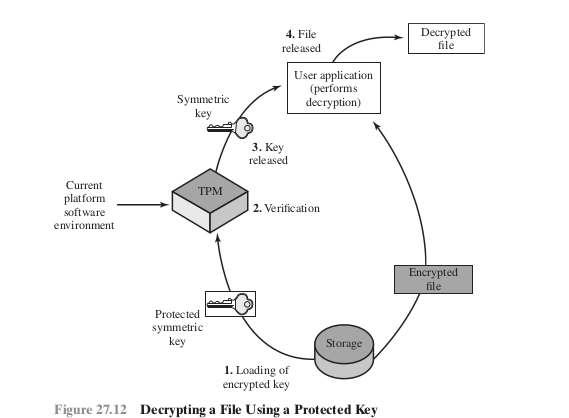 4. File
released
Decrypted
file
User application
(performs
decryption)
Symmetric
key
3. Key
released
TPM
Current
platform
software
environment
2. Verification
Encrypted
file
Protected
symmetric
key
Storage
1. Loading of
encrypted key
Figure 27.12 Decrypting a File Using a Protected Key